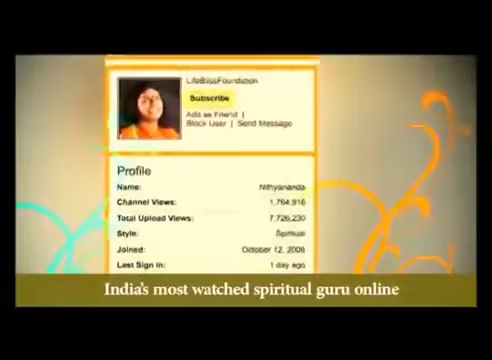 LifeBlissFoundation
Subscribe
Add as Friend |
Block User | Send Message
Profile
Name: Nithyananda
Channel Views: 1,764,916
Total Upload Views: 7,726,230
Style: Spiritual
Joined: October 12, 2006
Last Sign In: 1 day ago
India's most watched spiritual guru online